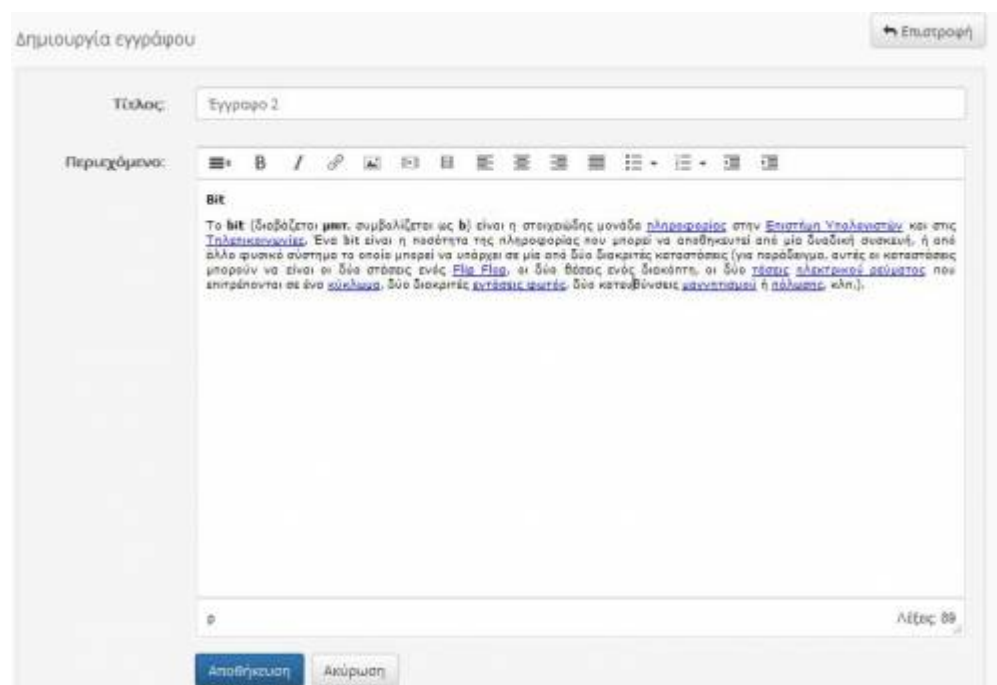 Δημιουργία εγγράφου
Επιστροφή
Τίτλος:
Έγγραφο 2
Περιεχόμενο:
B I
Bit
Το bit (διαβάζεται μπιτ, συμβολίζεται ως b) είναι η στοιχειώδης μονάδα πληροφορίας στην Επιστήμη Υπολογιστών και στις
Τηλεπικοινωνίες. Ένα bit είναι η ποσότητα της πληροφορίας που μπορεί να αποθηκευτεί από μία δυαδική συσκευή, ή από
άλλο φυσικό σύστημα το οποίο μπορεί να υπάρχει σε μία από δύο διακριτές καταστάσεις (για παράδειγμα, αυτές οι καταστάσεις
μπορούν να είναι οι δύο στάσεις ενός Flip Flop, οι δύο θέσεις ενός διακόπτη, οι δύο τάσεις ηλεκτρικού ρεύματος που
επιτρέπονται σε ένα κύκλωμα, δύο διακριτές εντάσεις φωτός, δύο κατευθύνσεις μαγνητισμού ή πόλωσης, κλπ.).
p
Λέξεις: 89
Αποθήκευση
Ακύρωση